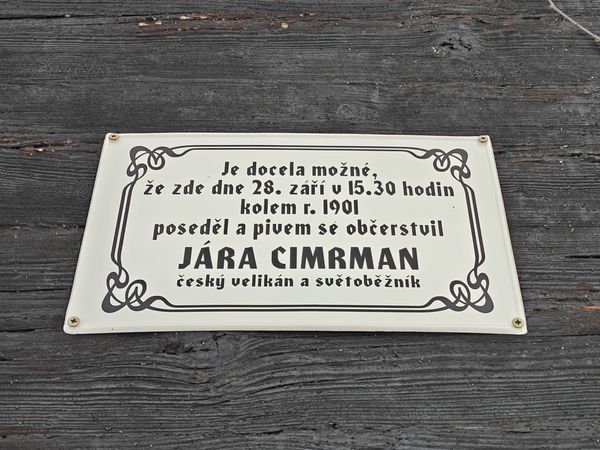 Je docela možné,
že zde dne 28. září v 15.30 hodin
kolem r. 1901
poseděl a pivem se občerstvil
JÁRA CIMRMAN
český velikán a světoběžník